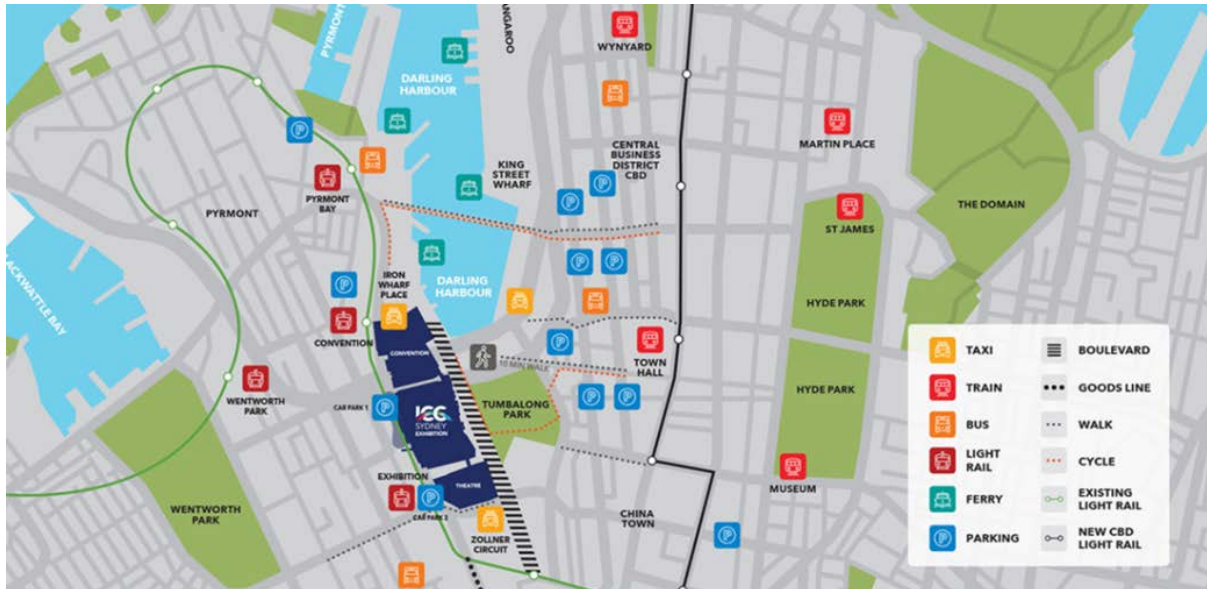 PYRMONT
DARLING
HARBOUR
WYNYARD
MARTIN PLACE
CENTRAL
BUSINESS
DISTRICT
CBD
KING
STREET
WHARF
PYRMONT
BAY
PYRMONT
ST JAMES
THE DOMAIN
DARLING
HARBOUR
IRON
WHARF
PLACE
HYDE PARK
CONVENTION
CONVENTION
10 MIN WALK
TOWN
HALL
WENTWORTH
PARK
CAR PARK 1
ICC
SYDNEY
EXHIBITION
TUMBALONG
PARK
HYDE PARK
EXHIBITION
THEATRE
CAR PARK 2
MUSEUM
WENTWORTH
PARK
CHINA
TOWN
ZOLLNER
CIRCUIT
TAXI
TRAIN
BUS
LIGHT
RAIL
FERRY
P PARKING
BOULEVARD
GOODS LINE
WALK
CYCLE
EXISTING
LIGHT RAIL
NEW CBD
LIGHT RAIL